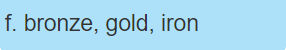 f. bronze, gold, iron